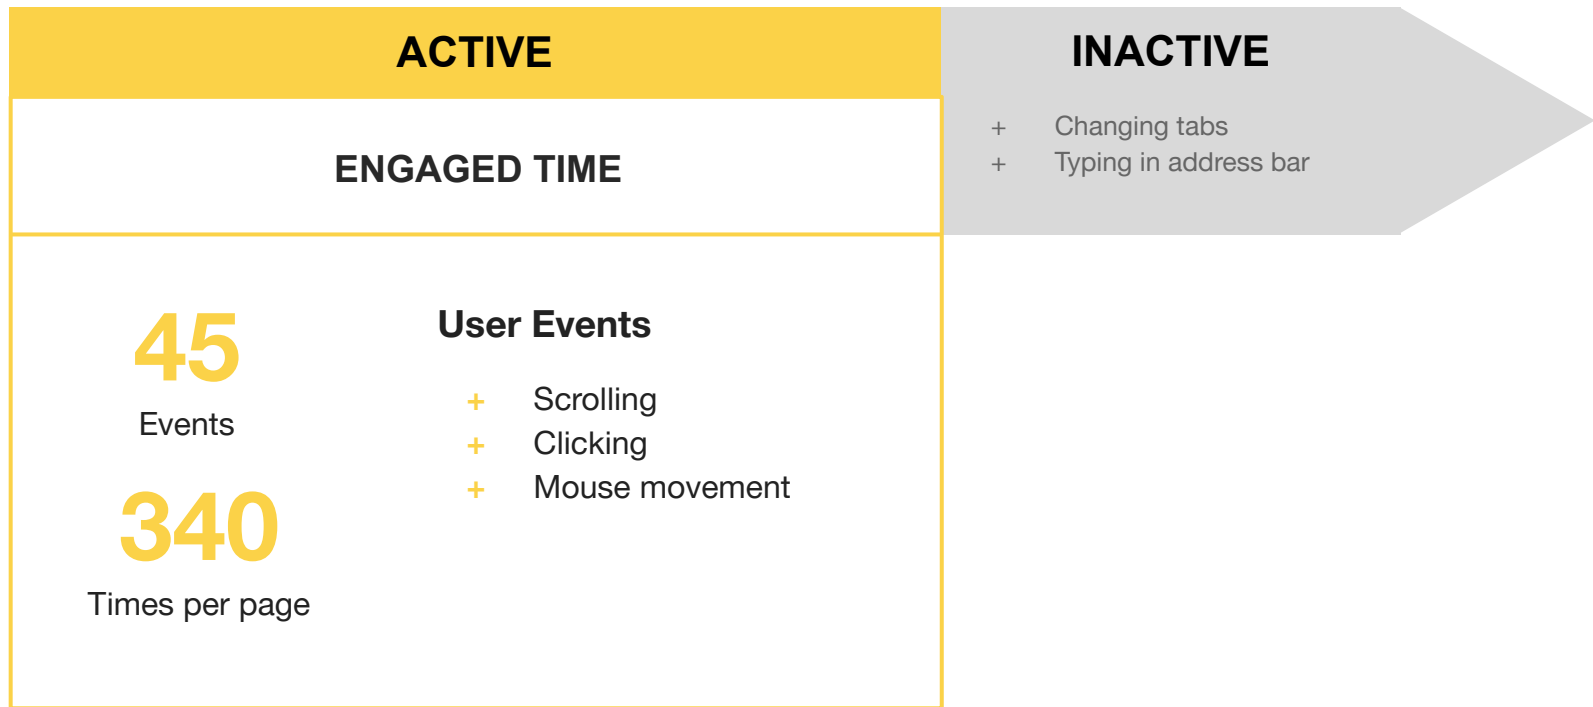 ACTIVE
INACTIVE
+ Changing tabs
+ Typing in address bar
ENGAGED TIME
45
Events
340
Times per page
User Events
+ Scrolling
+ Clicking
+ Mouse movement